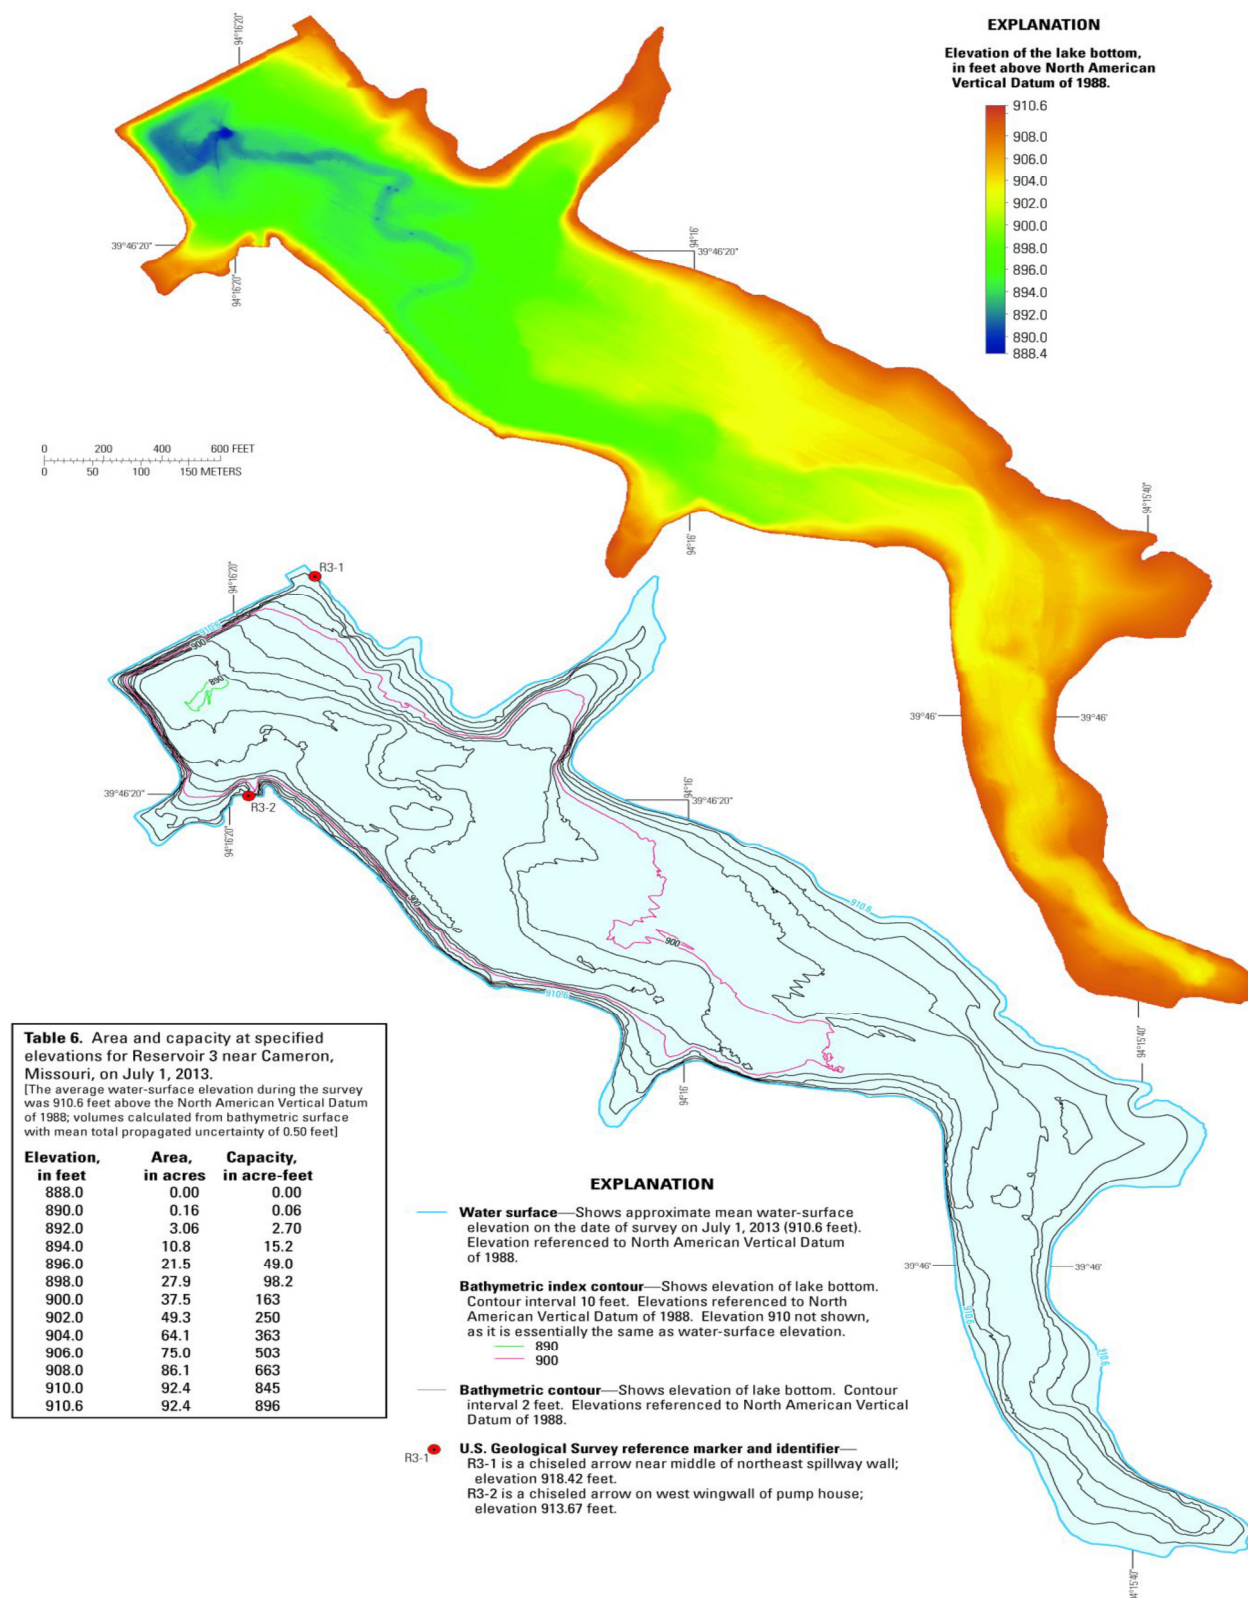 EXPLANATION
Elevation of the lake bottom,
in feet above North American
Vertical Datum of 1988.
910.6
908.0
906.0
904.0
902.0
900.0
898.0
896.0
894.0
892.0
890.0
888.4
94°16'20"
39°46'20"
94°16'20"
94°16'
39°46'20"
94°16'
94°15'40"
39°46'
39°46'
94°15'40"
0 200 400 600 FEET
0 50 100 150 METERS
R3-1
94°16'20"
910.6
900
890
39°46'20"
R3-2
94°16'20"
94°16'
39°46'20"
900
910.6
900
910.6
94°16'
94°15'40"
39°46'
39°46'
910.6
910.6
94°15'40"
Table 6. Area and capacity at specified
elevations for Reservoir 3 near Cameron,
Missouri, on July 1, 2013.
[The average water-surface elevation during the survey
was 910.6 feet above the North American Vertical Datum
of 1988; volumes calculated from bathymetric surface
with mean total propagated uncertainty of 0.50 feet]
Elevation, Area, Capacity,
in feet in acres in acre-feet
888.0 0.00 0.00
890.0 0.16 0.06
892.0 3.06 2.70
894.0 10.8 15.2
896.0 21.5 49.0
898.0 27.9 98.2
900.0 37.5 163
902.0 49.3 250
904.0 64.1 363
906.0 75.0 503
908.0 86.1 663
910.0 92.4 845
910.6 92.4 896
EXPLANATION
Water surface—Shows approximate mean water-surface
elevation on the date of survey on July 1, 2013 (910.6 feet).
Elevation referenced to North American Vertical Datum
of 1988.
Bathymetric index contour—Shows elevation of lake bottom.
Contour interval 10 feet. Elevations referenced to North
American Vertical Datum of 1988. Elevation 910 not shown,
as it is essentially the same as water-surface elevation.
890
900
Bathymetric contour—Shows elevation of lake bottom. Contour
interval 2 feet. Elevations referenced to North American Vertical
Datum of 1988.
R3-1
U.S. Geological Survey reference marker and identifier—
R3-1 is a chiseled arrow near middle of northeast spillway wall;
elevation 918.42 feet.
R3-2 is a chiseled arrow on west wingwall of pump house;
elevation 913.67 feet.